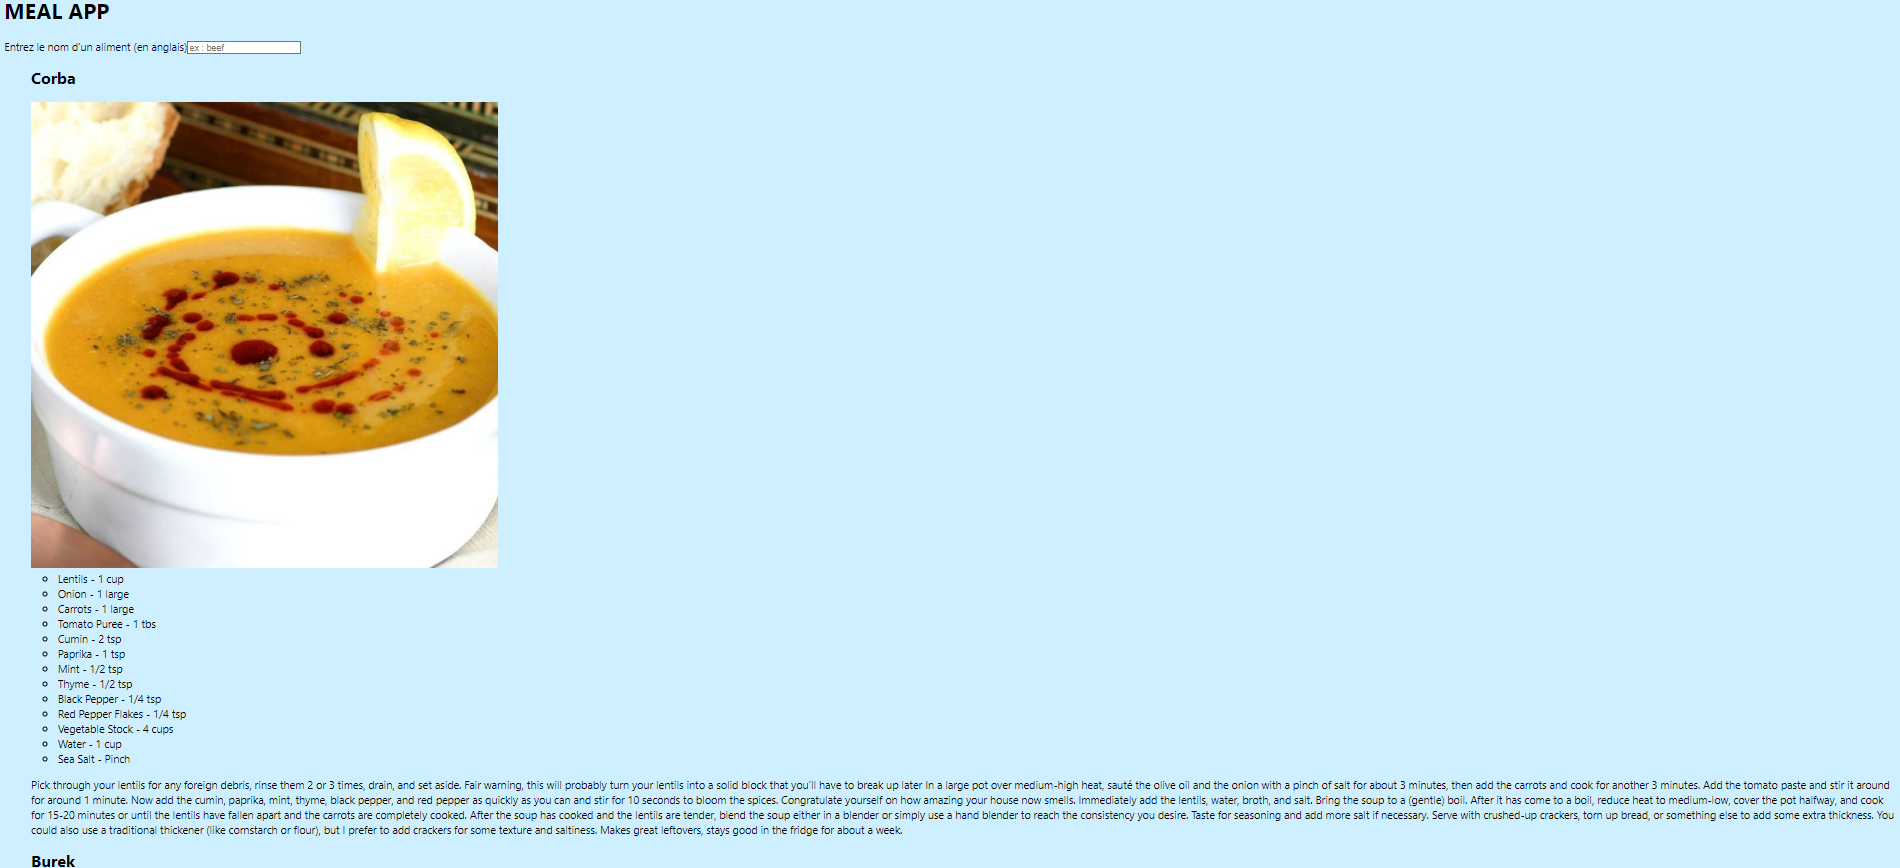 MEAL APP
Entrez le nom d'un aliment (en anglais) ex : beef
Corba
Lentils - 1 cup
Onion - 1 large
Carrots - 1 large
Tomato Puree - 1 tbs
Cumin - 2 tsp
Paprika - 1 tsp
Mint - 1/2 tsp
Thyme - 1/2 tsp
Black Pepper - 1/4 tsp
Red Pepper Flakes - 1/4 tsp
Vegetable Stock - 4 cups
Water - 1 cup
Sea Salt - Pinch
Pick through your lentils for any foreign debris, rinse them 2 or 3 times, drain, and set aside. Fair warning, this will probably turn your lentils into a solid block that you'll have to break up later In a large pot over medium-high heat, sauté the olive oil and the onion with a pinch of salt for about 3 minutes, then add the carrots and cook for another 3 minutes. Add the tomato paste and stir it around
for around 1 minute. Now add the cumin, paprika, mint, thyme, black pepper, and red pepper as quickly as you can and stir for 10 seconds to bloom the spices. Congratulate yourself on how amazing your house now smells. Immediately add the lentils, water, broth, and salt. Bring the soup to a (gentle) boil. After it has come to a boil, reduce heat to medium-low, cover the pot halfway, and cook
for 15-20 minutes or until the lentils have fallen apart and the carrots are completely cooked. After the soup has cooked and the lentils are tender, blend the soup either in a blender or simply use a hand blender to reach the consistency you desire. Taste for seasoning and add more salt if necessary. Serve with crushed-up crackers, torn up bread, or something else to add some extra thickness. You
could also use a traditional thickener (like cornstarch or flour), but I prefer to add crackers for some texture and saltiness. Makes great leftovers, stays good in the fridge for about a week.
Burek